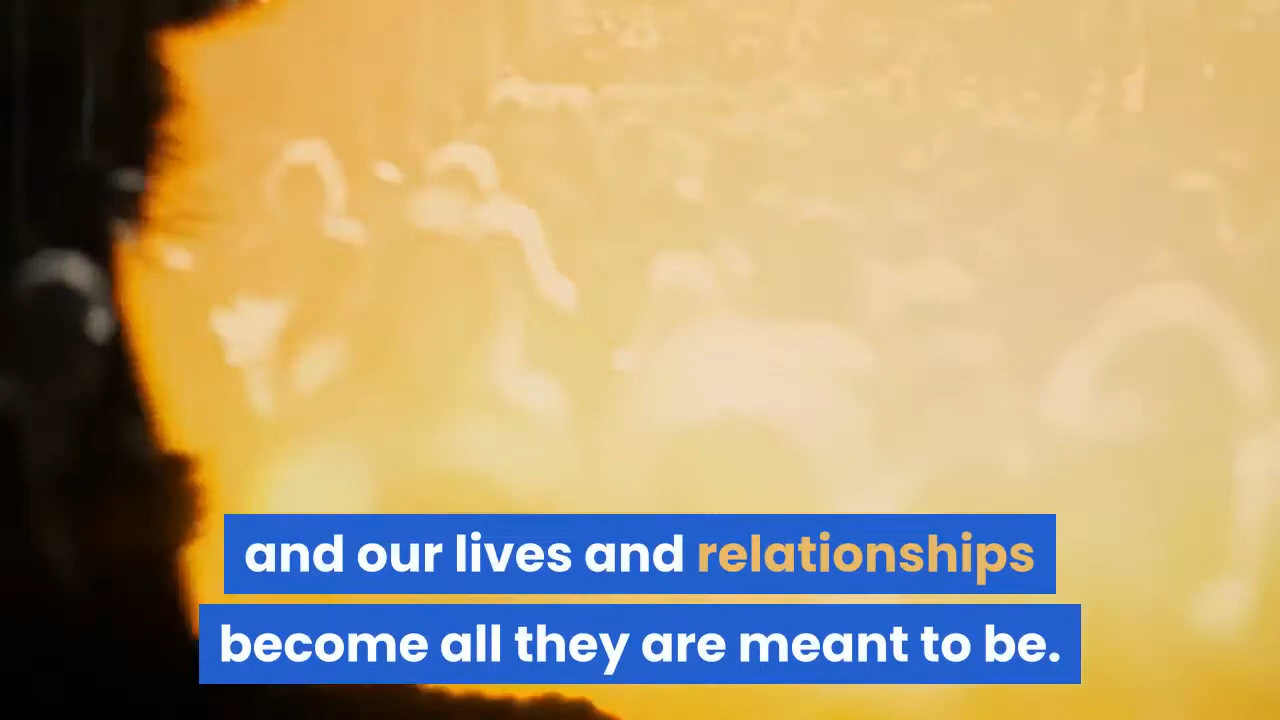 and our lives and relationships
become all they are meant to be.